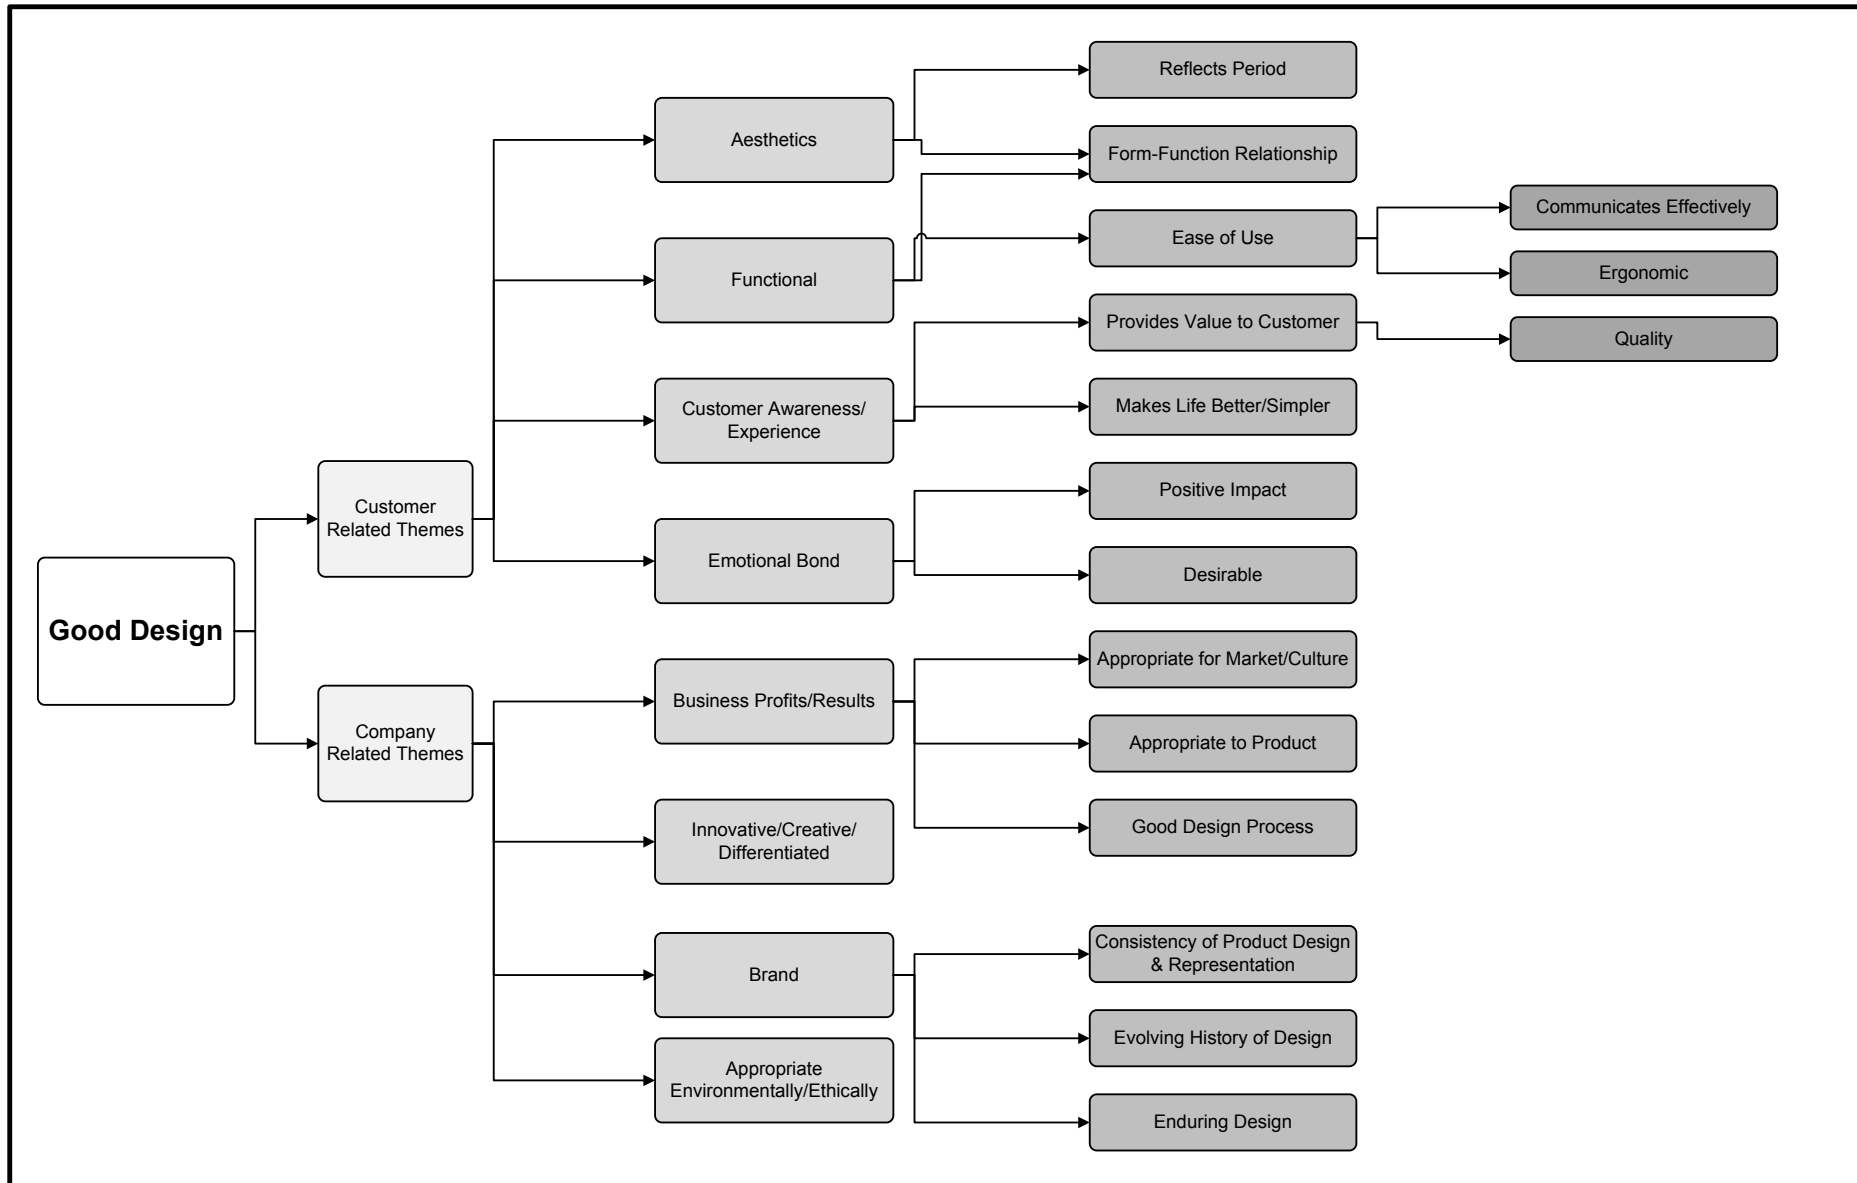 Good Design
Customer
Related Themes
Company
Related Themes
Aesthetics
Functional
Customer Awareness/
Experience
Emotional Bond
Business Profits/Results
Innovative/Creative/
Differentiated
Brand
Appropriate
Environmentally/Ethically
Reflects Period
Form-Function Relationship
Ease of Use
Provides Value to Customer
Makes Life Better/Simpler
Positive Impact
Desirable
Appropriate for Market/Culture
Appropriate to Product
Good Design Process
Consistency of Product Design
& Representation
Evolving History of Design
Enduring Design
Communicates Effectively
Ergonomic
Quality